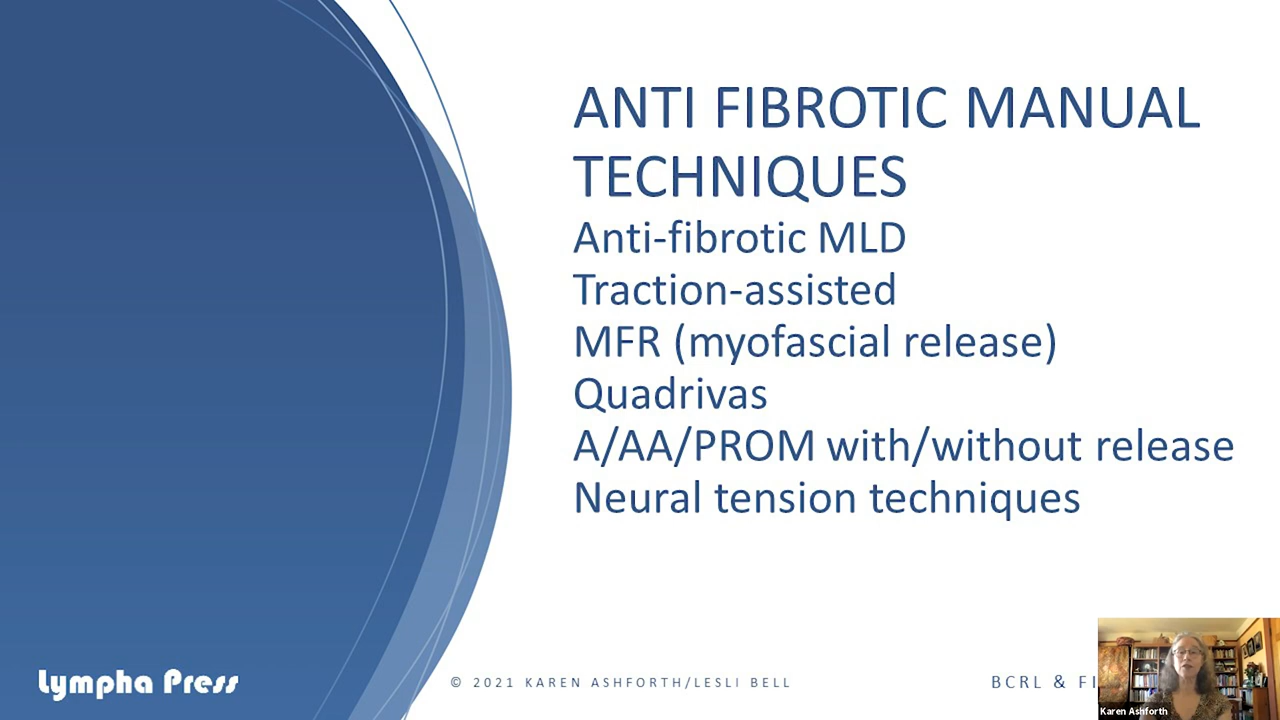 ANTI FIBROTIC MANUAL
TECHNIQUES
Anti-fibrotic MLD
Traction-assisted
MFR (myofascial release)
Quadrivas
A/AA/PROM with/without release
Neural tension techniques
Lympha Press
© 2021 KAREN ASHFORTH/LESLI BELL
BCRL &
Karen Ashforth